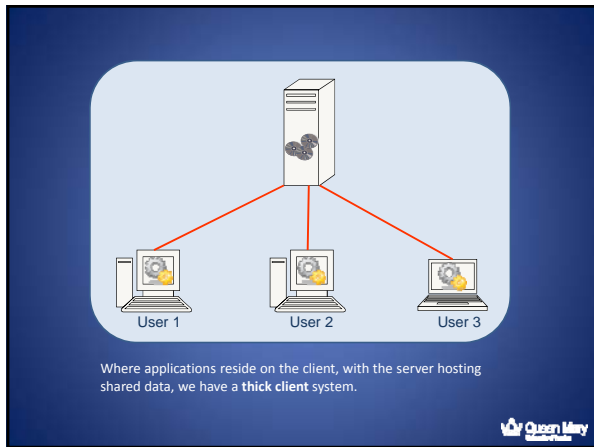 User 1
User 2
User 3
Where applications reside on the client, with the server hosting
shared data, we have a thick client system.
Queen Mary